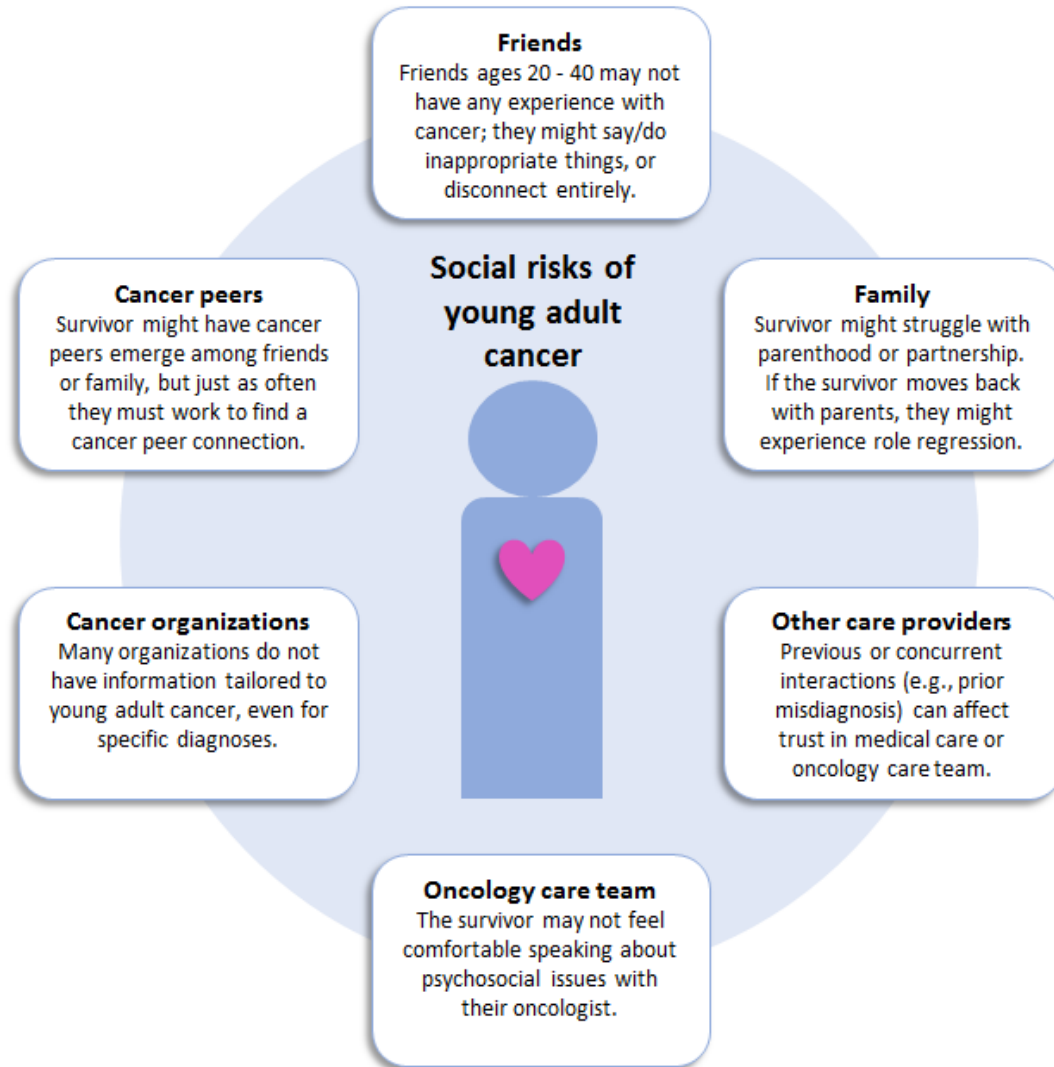 Friends
Friends ages 20 - 40 may not
have any experience with
cancer; they might say/do
inappropriate things, or
disconnect entirely.
Social risks of
young adult
cancer
Cancer peers
Survivor might have cancer
peers emerge among friends
or family, but just as often
they must work to find a
cancer peer connection.
Family
Survivor might struggle with
parenthood or partnership.
If the survivor moves back
with parents, they might
experience role regression.
Cancer organizations
Many organizations do not
have information tailored to
young adult cancer, even for
specific diagnoses.
Other care providers
Previous or concurrent
interactions (e.g., prior
misdiagnosis) can affect
trust in medical care or
oncology care team.
Oncology care team
The survivor may not feel
comfortable speaking about
psychosocial issues with
their oncologist.